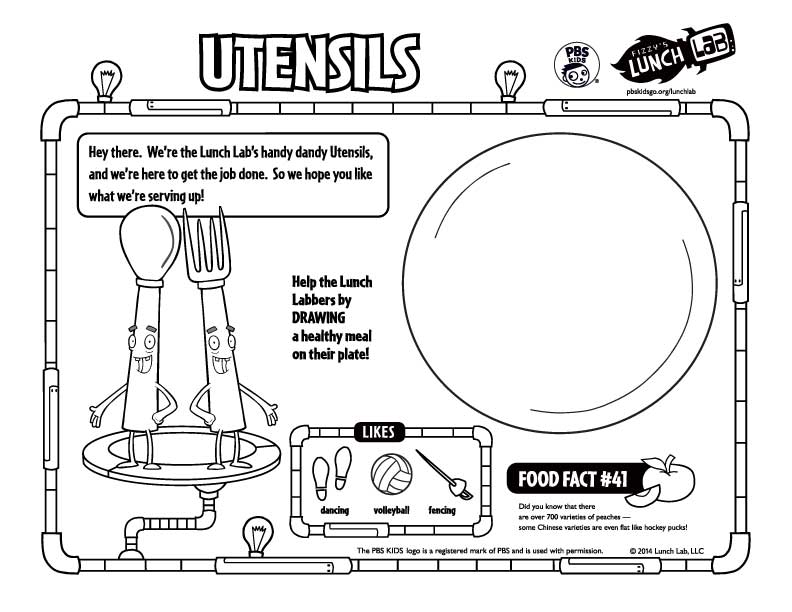 UTENSILS
PBS
KIDS
FIZZY'S
LUNCH LAB
pbskidsgo.org/lunchlab
Hey there. We're the Lunch Lab's handy dandy Utensils,
and we're here to get the job done. So we hope you like
what we're serving up!
Help the Lunch
Labbers by
DRAWING
a healthy meal
on their plate!
LIKES
dancing volleyball fencing
FOOD FACT #41
Did you know that there
are over 700 varieties of peaches —
some Chinese varieties are even flat like hockey pucks!
The PBS KIDS logo is a registered mark of PBS and is used with permission. © 2014 Lunch Lab, LLC